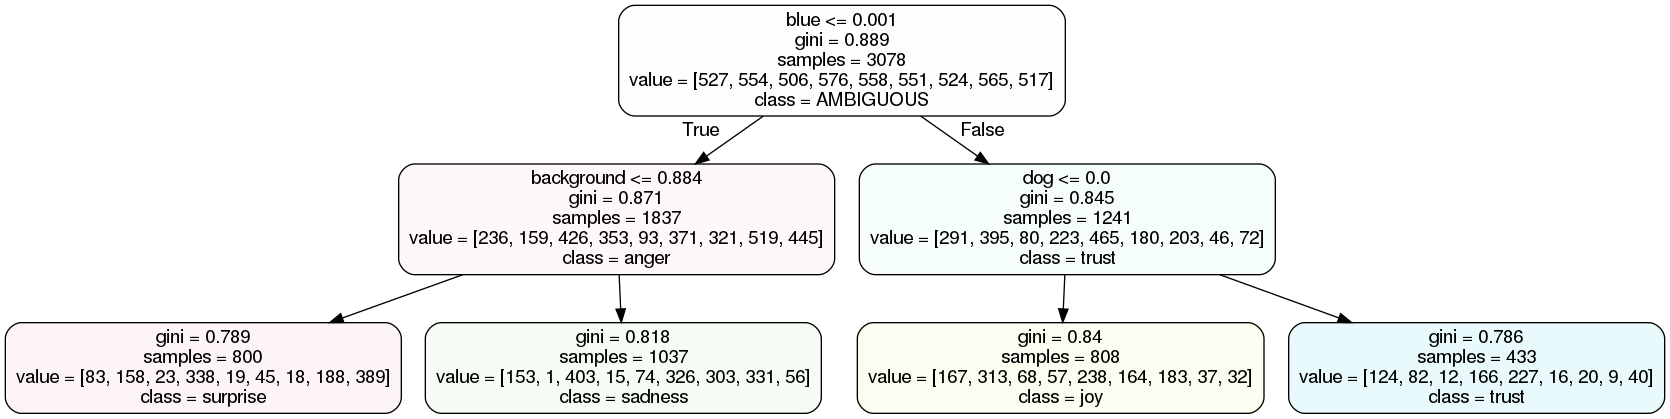 blue <= 0.001
gini = 0.889
samples = 3078
value = [527, 554, 506, 576, 558, 551, 524, 565, 517]
class = AMBIGUOUS
True
False
background <= 0.884
gini = 0.871
samples = 1837
value = [236, 159, 426, 353, 93, 371, 321, 519, 445]
class = anger
dog <= 0.0
gini = 0.845
samples = 1241
value = [291, 395, 80, 223, 465, 180, 203, 46, 72]
class = trust
gini = 0.789
samples = 800
value = [83, 158, 23, 338, 19, 45, 18, 188, 389]
class = surprise
gini = 0.818
samples = 1037
value = [153, 1, 403, 15, 74, 326, 303, 331, 56]
class = sadness
gini = 0.84
samples = 808
value = [167, 313, 68, 57, 238, 164, 183, 37, 32]
class = joy
gini = 0.786
samples = 433
value = [124, 82, 12, 166, 227, 16, 20, 9, 40]
class = trust